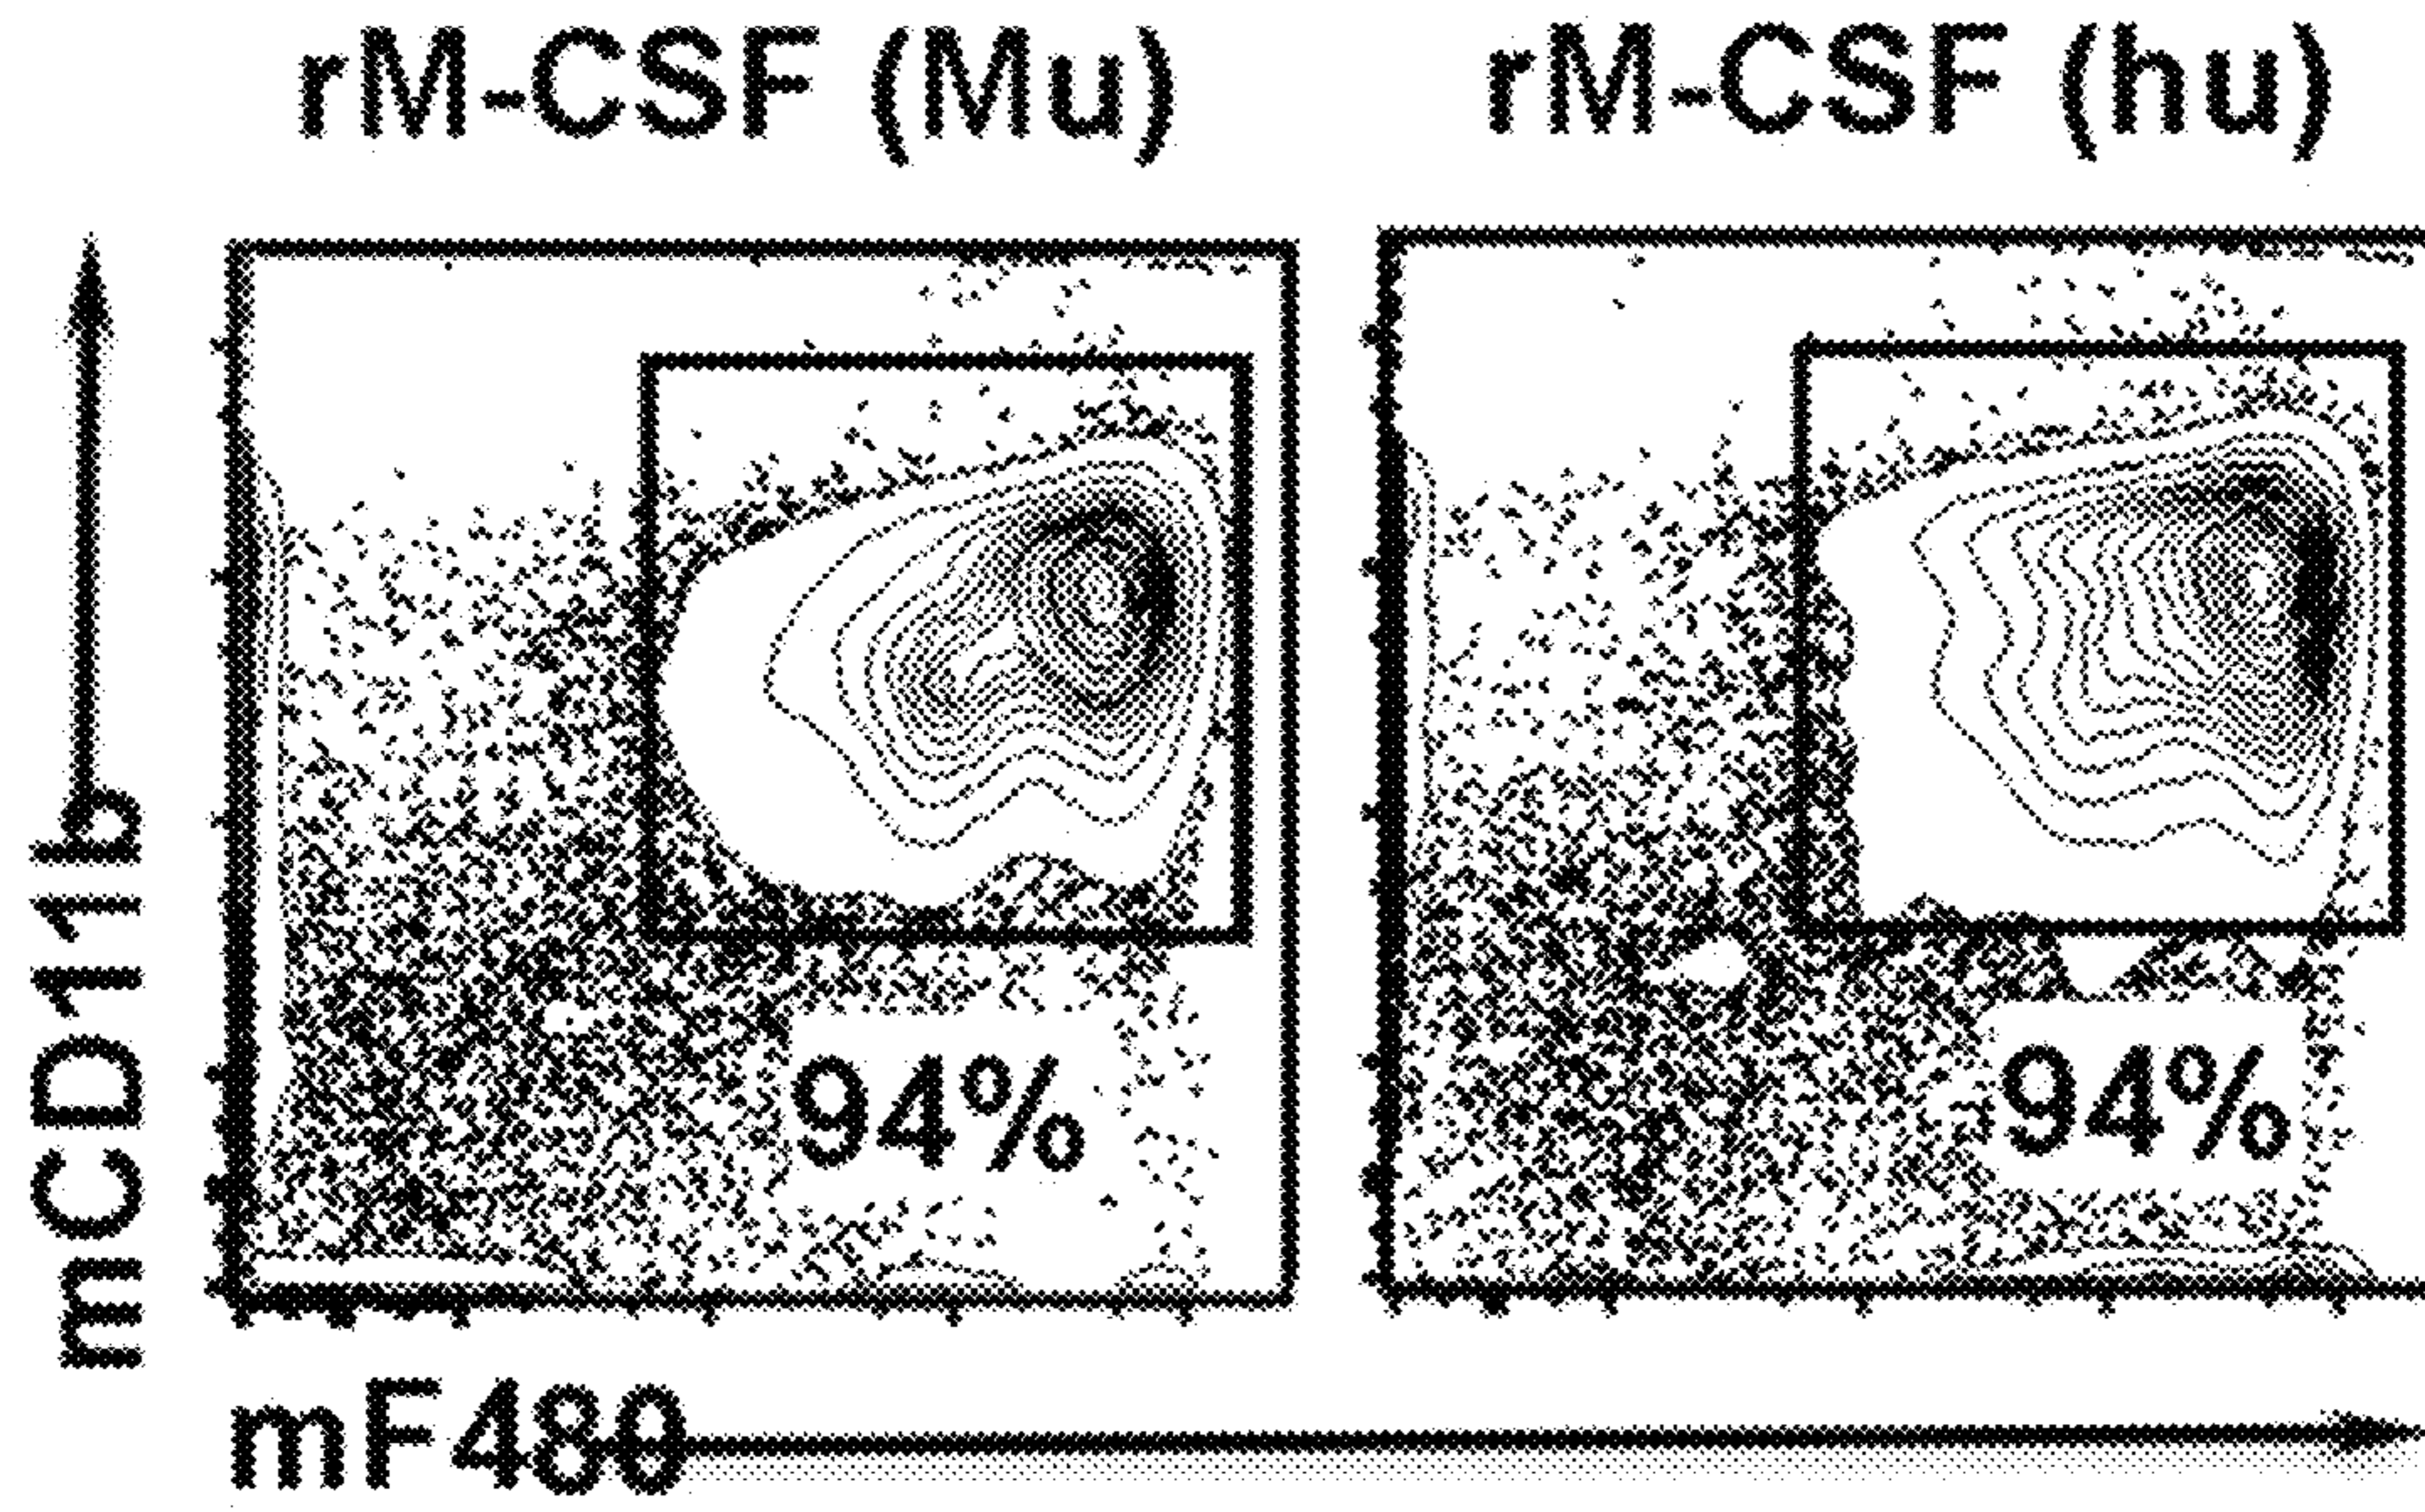 rM-CSF (Mu)
rM-CSF (hu)
mCD11b
94%
94%
mF480